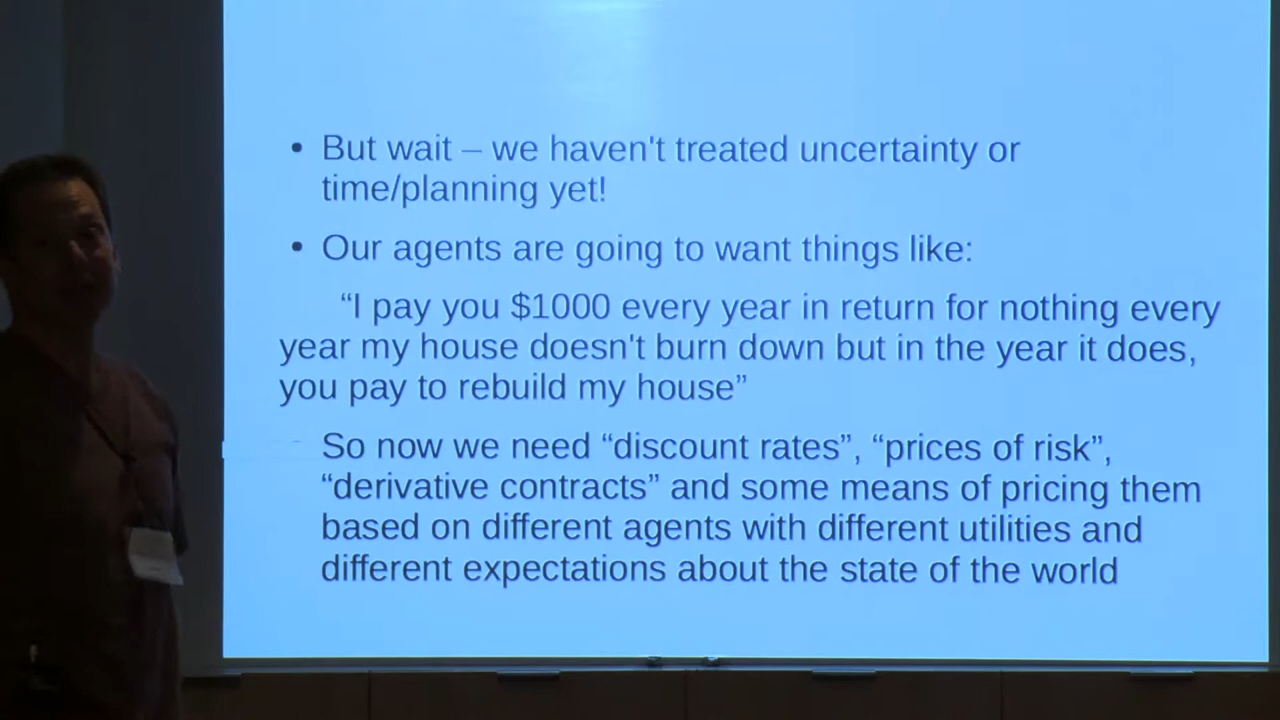 • But wait – we haven't treated uncertainty or
time/planning yet!
• Our agents are going to want things like:
“I pay you $1000 every year in return for nothing every
year my house doesn't burn down but in the year it does,
you pay to rebuild my house”
So now we need “discount rates”, “prices of risk”,
“derivative contracts” and some means of pricing them
based on different agents with different utilities and
different expectations about the state of the world